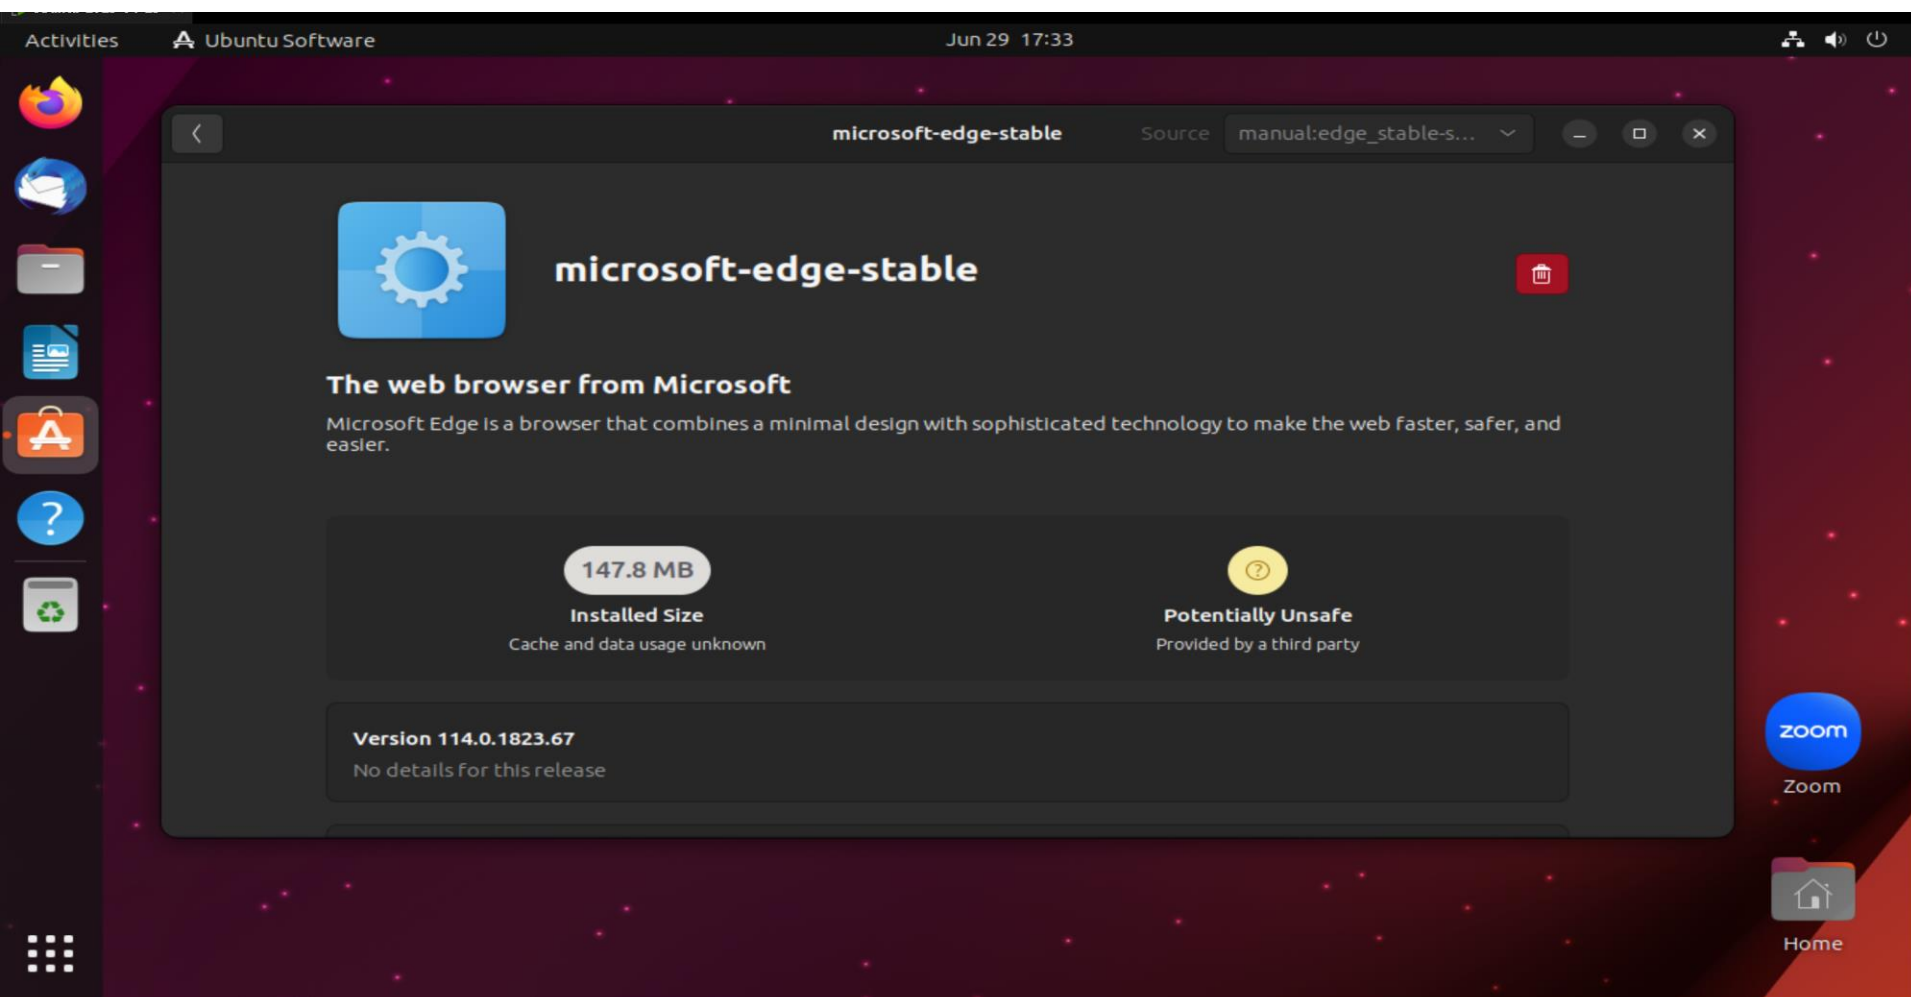 Activities
Ubuntu Software
Jun 29 17:33
microsoft-edge-stable
Source
manual:edge_stable-s...
microsoft-edge-stable
The web browser from Microsoft
Microsoft Edge is a browser that combines a minimal design with sophisticated technology to make the web faster, safer, and
easier.
147.8 MB
Installed Size
Cache and data usage unknown
?
Potentially Unsafe
Provided by a third party
Version 114.0.1823.67
No details for this release
?
zoom
Zoom
Home